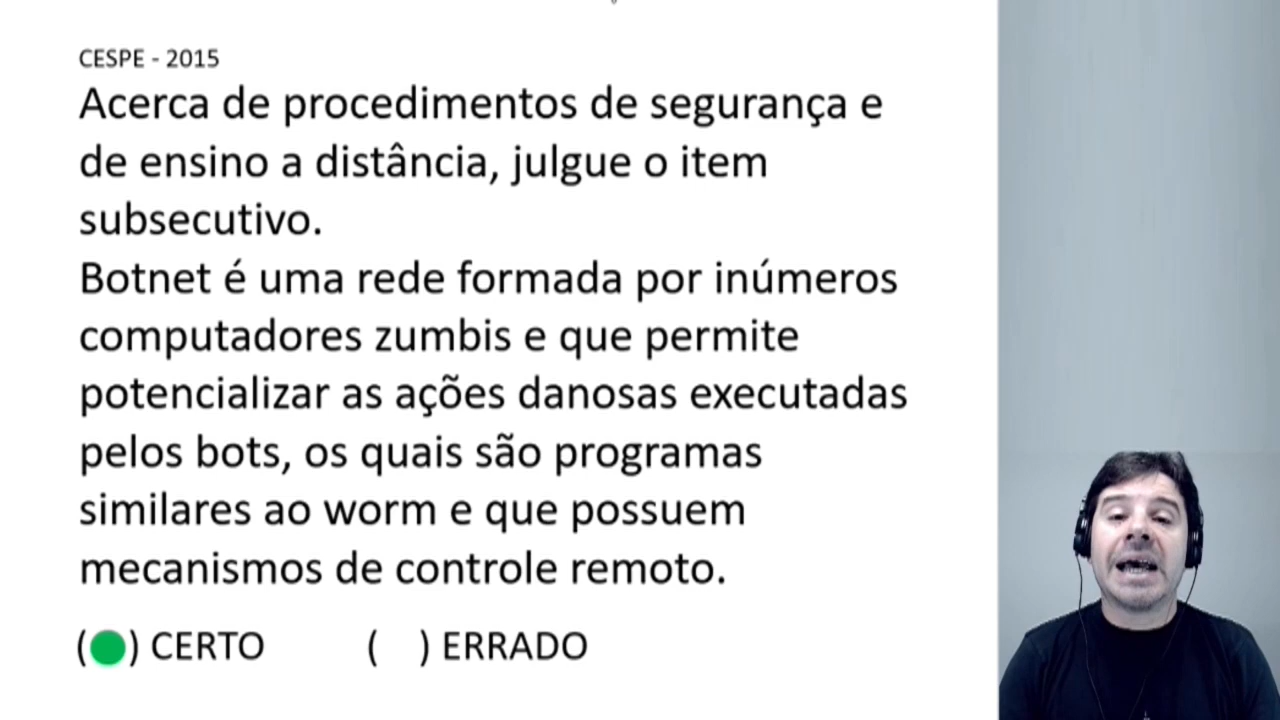 CESPE - 2015
Acerca de procedimentos de segurança e
de ensino a distância, julgue o item
subsecutivo.
Botnet é uma rede formada por inúmeros
computadores zumbis e que permite
potencializar as ações danosas executadas
pelos bots, os quais são programas
similares ao worm e que possuem
mecanismos de controle remoto.
( ) CERTO ( ) ERRADO